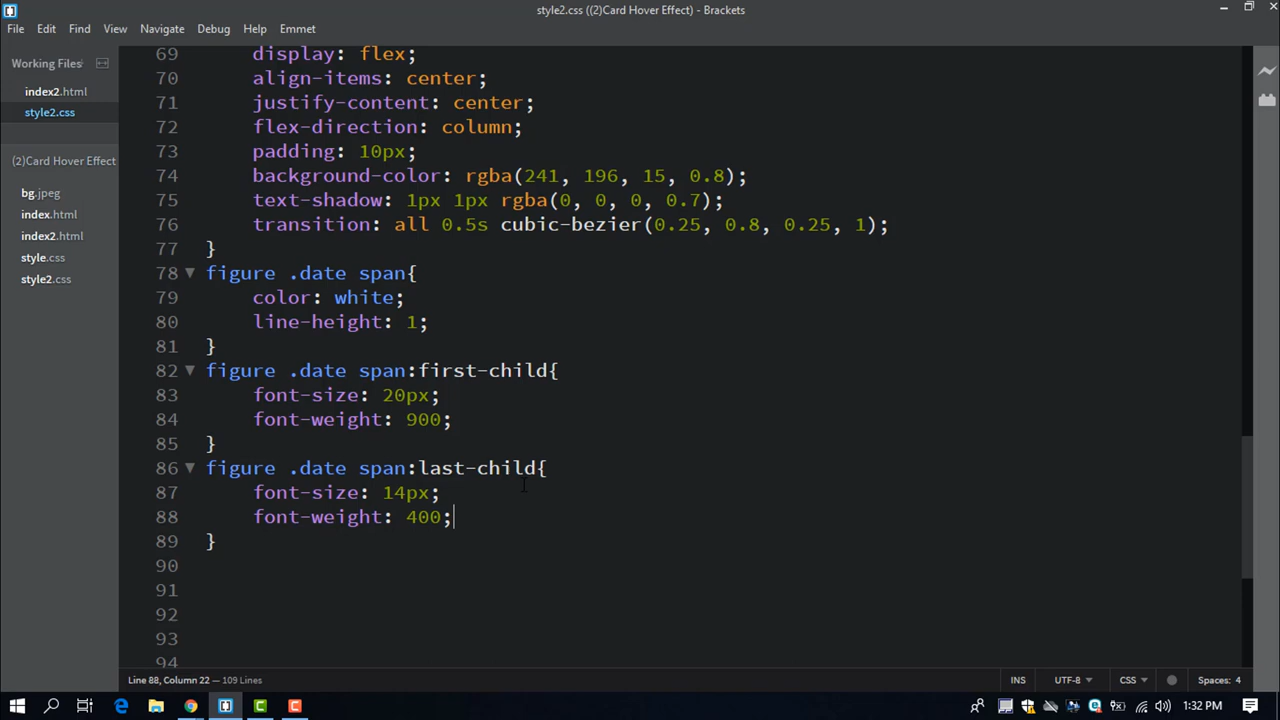 style2.css ((2)Card Hover Effect) - Brackets
File Edit Find View Navigate Debug Help Emmet
Working Files
index2.html
style2.css
(2)Card Hover Effect
bg.jpeg
index.html
index2.html
style.css
style2.css
69 display: flex;
70 align-items: center;
71 justify-content: center;
72 flex-direction: column;
73 padding: 10px;
74 background-color: rgba(241, 196, 15, 0.8);
75 text-shadow: 1px 1px rgba(0, 0, 0, 0.7);
76 transition: all 0.5s cubic-bezier(0.25, 0.8, 0.25, 1);
77 }
78 figure .date span{
79 color: white;
80 line-height: 1;
81 }
82 figure .date span:first-child{
83 font-size: 20px;
84 font-weight: 900;
85 }
86 figure .date span:last-child{
87 font-size: 14px;
88 font-weight: 400;
89 }
90
91
92
93
94
Line 88, Column 22 — 109 Lines
INS UTF-8 CSS Spaces: 4
1:32 PM